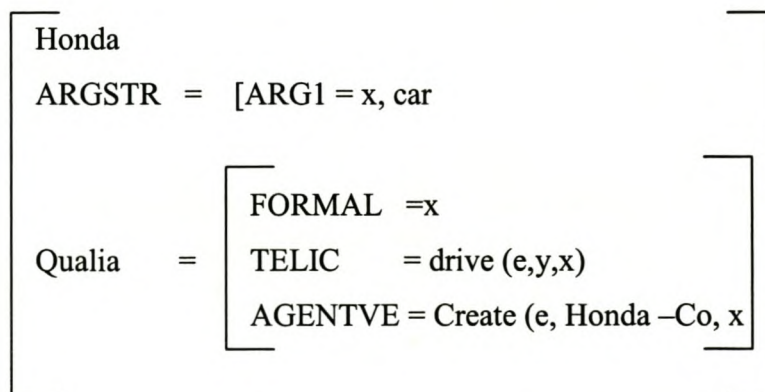 Honda
ARGSTR = [ARG1 = x, car
FORMAL =x
Qualia = TELIC = drive (e,y,x)
AGENTVE = Create (e, Honda –Co, x